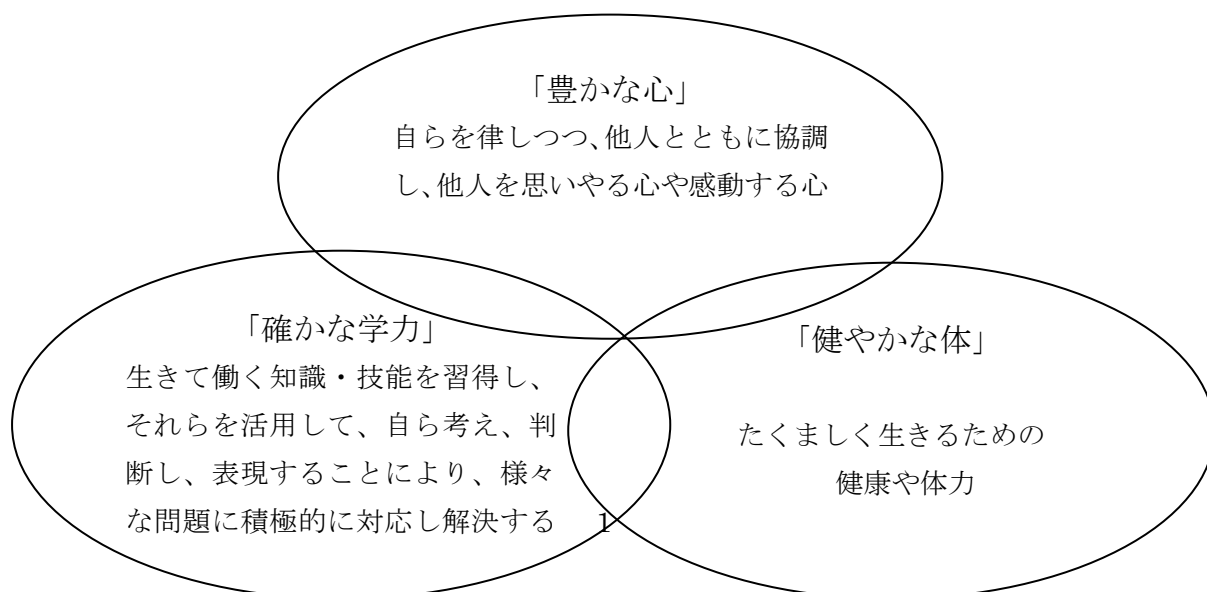 「豊かな心」
自らを律しつつ、他人とともに協調
し、他人を思いやる心や感動する心
「確かな学力」
生きて働く知識・技能を習得し、
それらを活用して、自ら考え、判
断し、表現することにより、様々
な問題に積極的に対応し解決する
「健やかな体」
たくましく生きるための
健康や体力
1